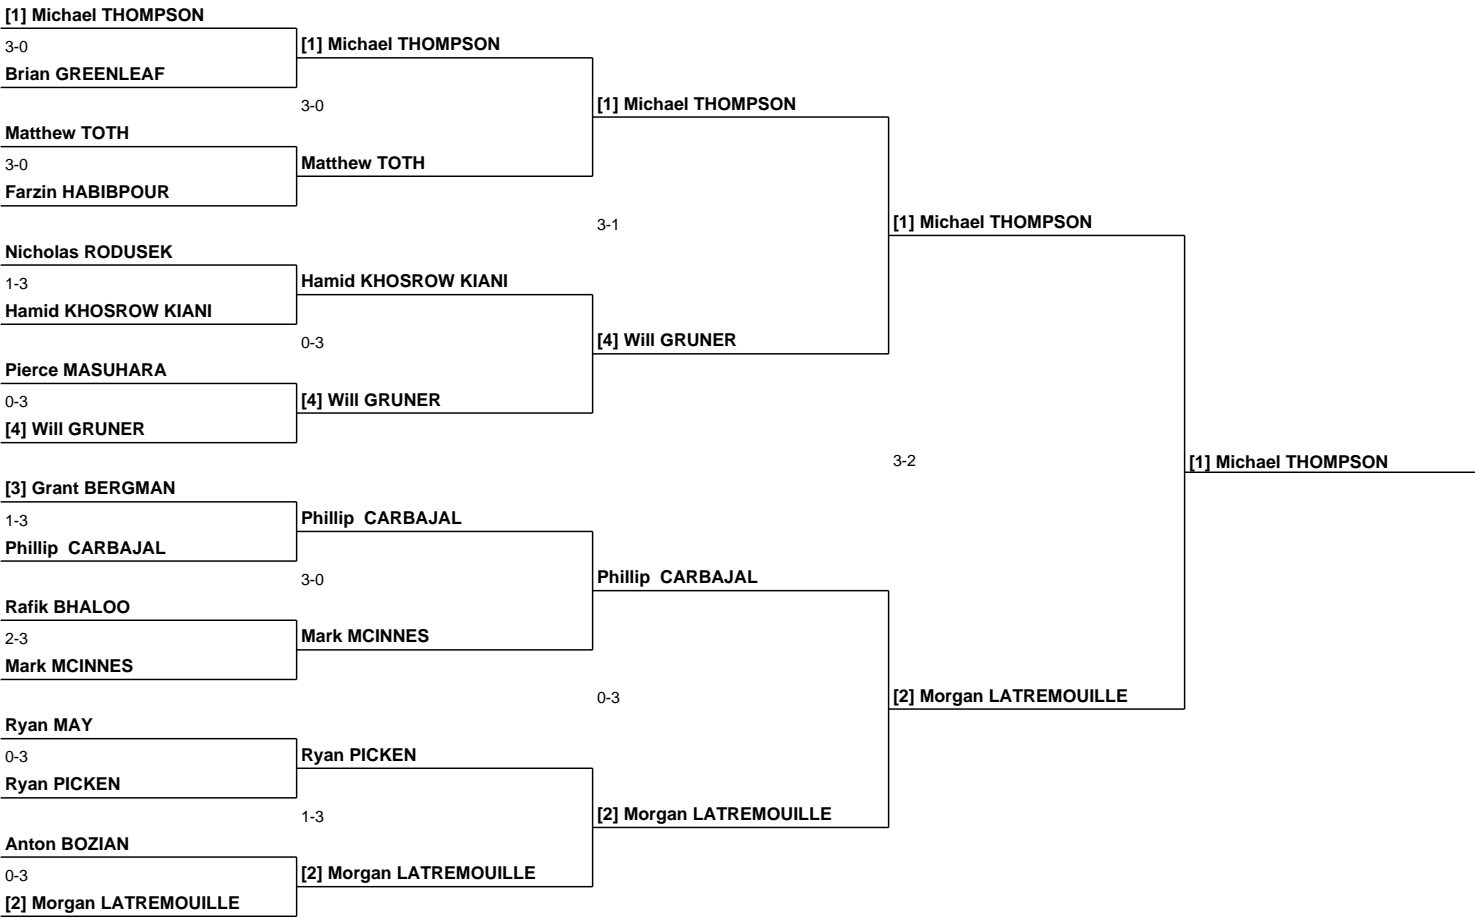 [1] Michael THOMPSON
3-0
Brian GREENLEAF
Matthew TOTH
3-0
Farzin HABIBPOUR
Nicholas RODUSEK
1-3
Hamid KHOSROW KIANI
Pierce MASUHARA
0-3
[4] Will GRUNER
[3] Grant BERGMAN
1-3
Phillip  CARBAJAL
Rafik BHALOO
2-3
Mark MCINNES
Ryan MAY
0-3
Ryan PICKEN
Anton BOZIAN
0-3
[2] Morgan LATREMOUILLE
[1] Michael THOMPSON
3-0
Matthew TOTH
Hamid KHOSROW KIANI
0-3
[4] Will GRUNER
Phillip  CARBAJAL
3-0
Mark MCINNES
Ryan PICKEN
1-3
[2] Morgan LATREMOUILLE
[1] Michael THOMPSON
3-1
[4] Will GRUNER
Phillip  CARBAJAL
0-3
[2] Morgan LATREMOUILLE
[1] Michael THOMPSON
3-2
[2] Morgan LATREMOUILLE
[1] Michael THOMPSON